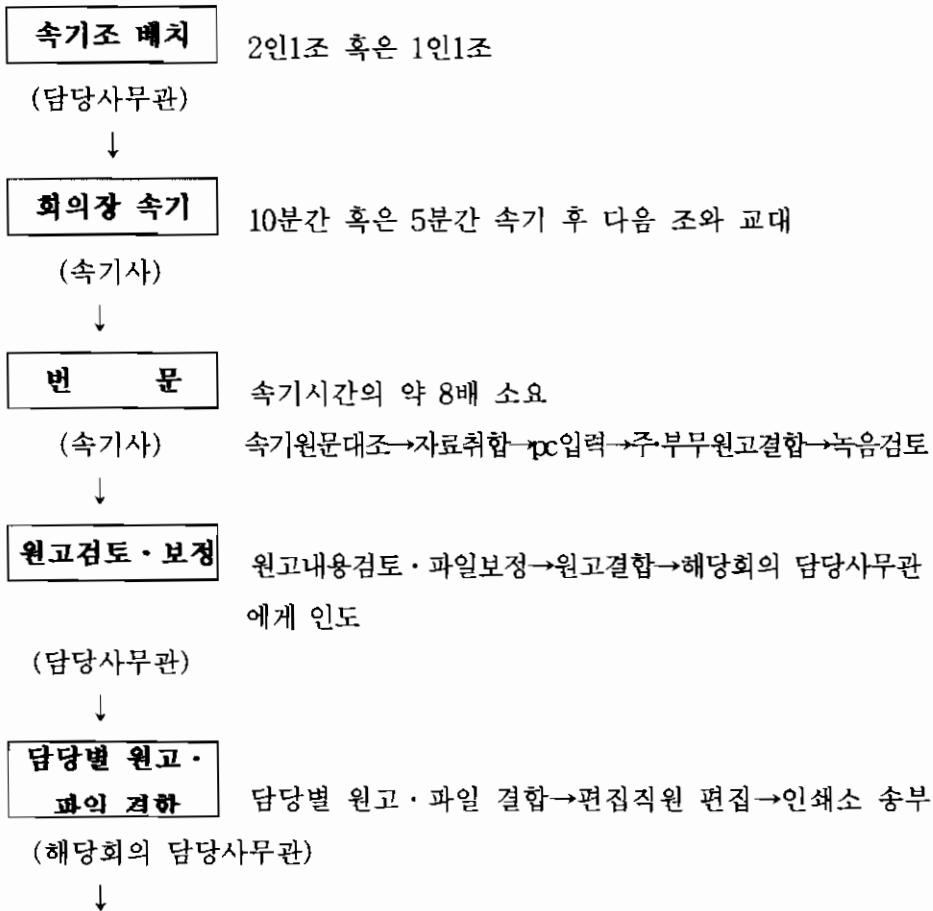 속기조 배치
2인1조 혹은 1인1조
(담당사무관)
↓
회의장 속기
10분간 혹은 5분간 속기 후 다음 조와 교대
(속기사)
↓
번 문
속기시간의 약 8배 소요
(속기사)
속기원문대조→자료취합→pc입력→주·부무원고결합→녹음검토
↓
원고검토·보정
원고내용검토·파일보정→원고결합→해당회의 담당사무관
에게 인도
(담당사무관)
↓
담당별 원고·
파일 결합
담당별 원고·파일 결합→편집직원 편집→인쇄소 송부
(해당회의 담당사무관)
↓